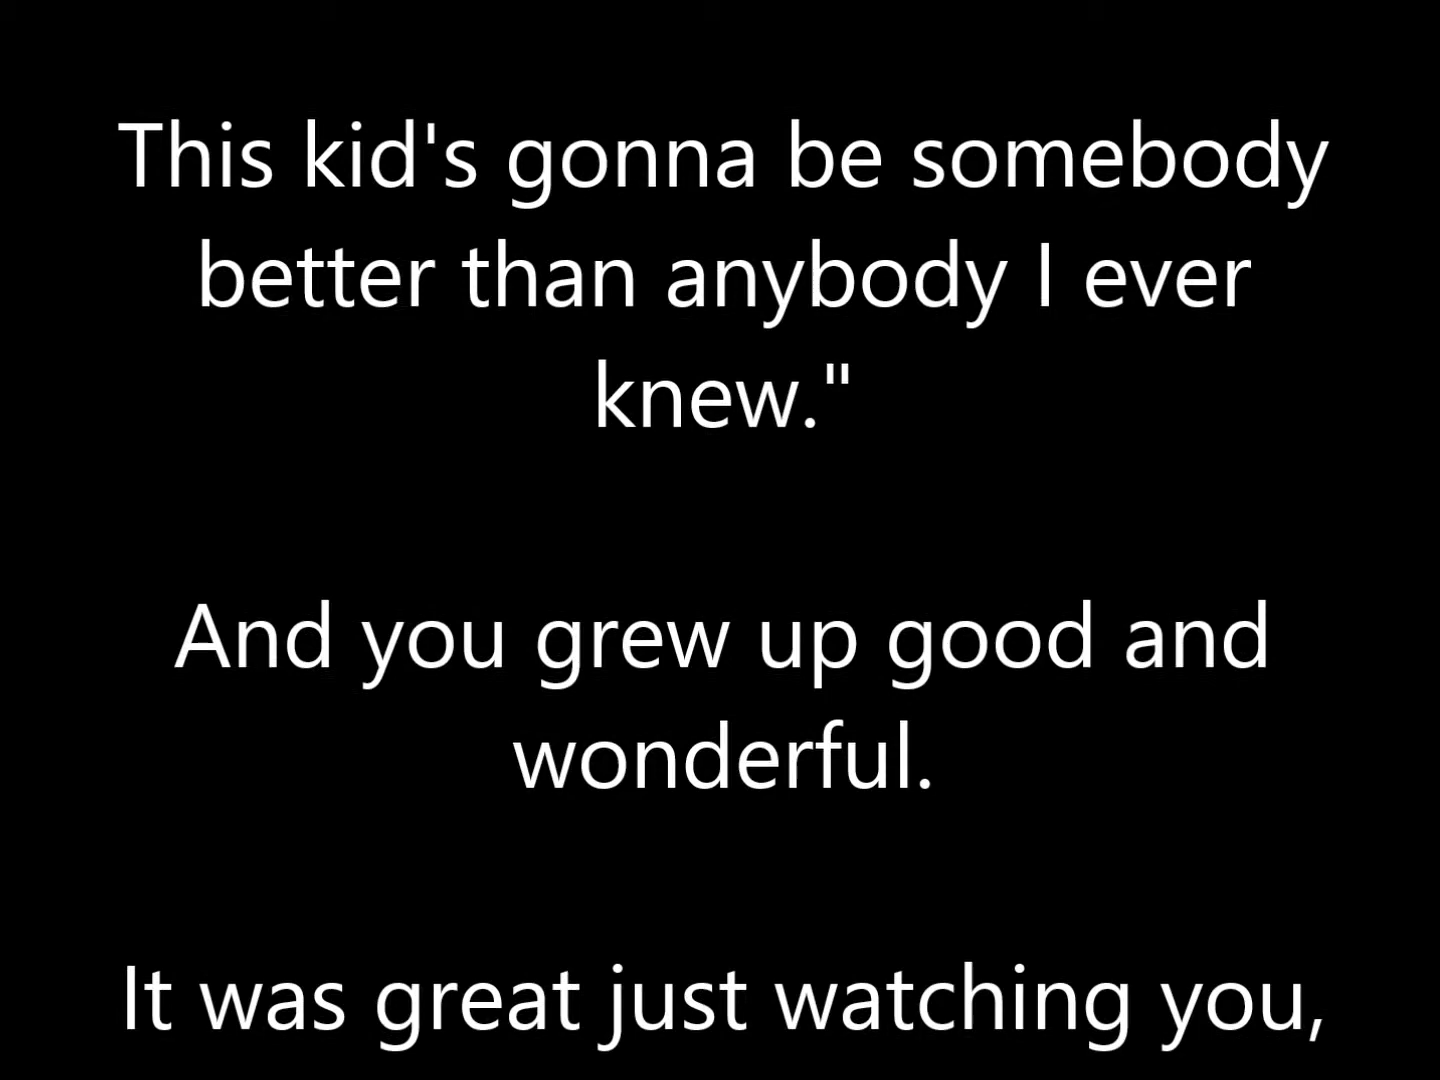 This kid's gonna be somebody
better than anybody I ever
knew."
And you grew up good and
wonderful.
It was great just watching you,